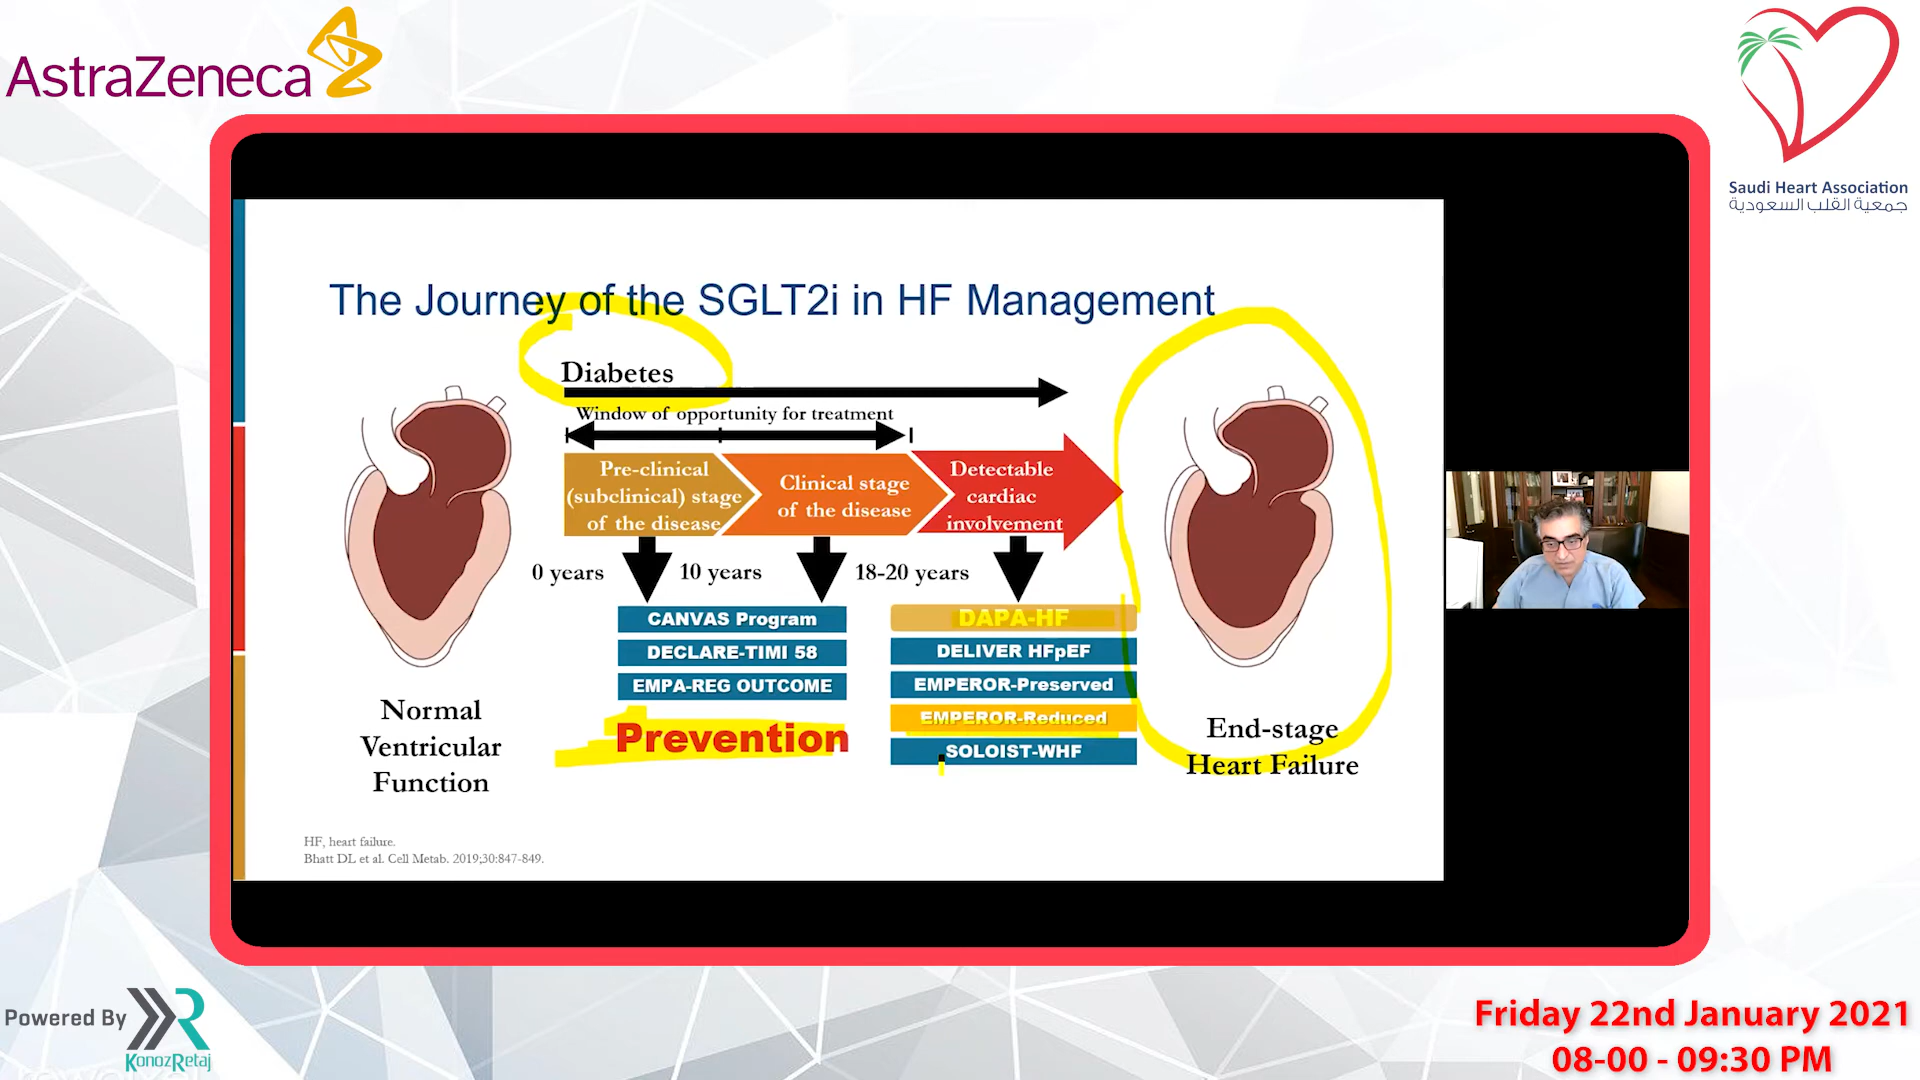 AstraZeneca
Saudi Heart Association
جمعية القلب السعودية
The Journey of the SGLT2i in HF Management
Diabetes
Window of opportunity for treatment
Pre-clinical
(subclinical) stage
of the disease
Clinical stage
of the disease
Detectable
cardiac
involvement
0 years
10 years
18-20 years
CANVAS Program
DECLARE-TIMI 58
EMPA-REG OUTCOME
Prevention
DAPA-HF
DELIVER HFpEF
EMPEROR-Preserved
EMPEROR-Reduced
SOLOIST-WHF
Normal
Ventricular
Function
End-stage
Heart Failure
HF, heart failure.
Bhatt DL et al. Cell Metab. 2019;30:847-849.
Powered By
KonozRetaj
Friday 22nd January 2021
08-00 - 09:30 PM